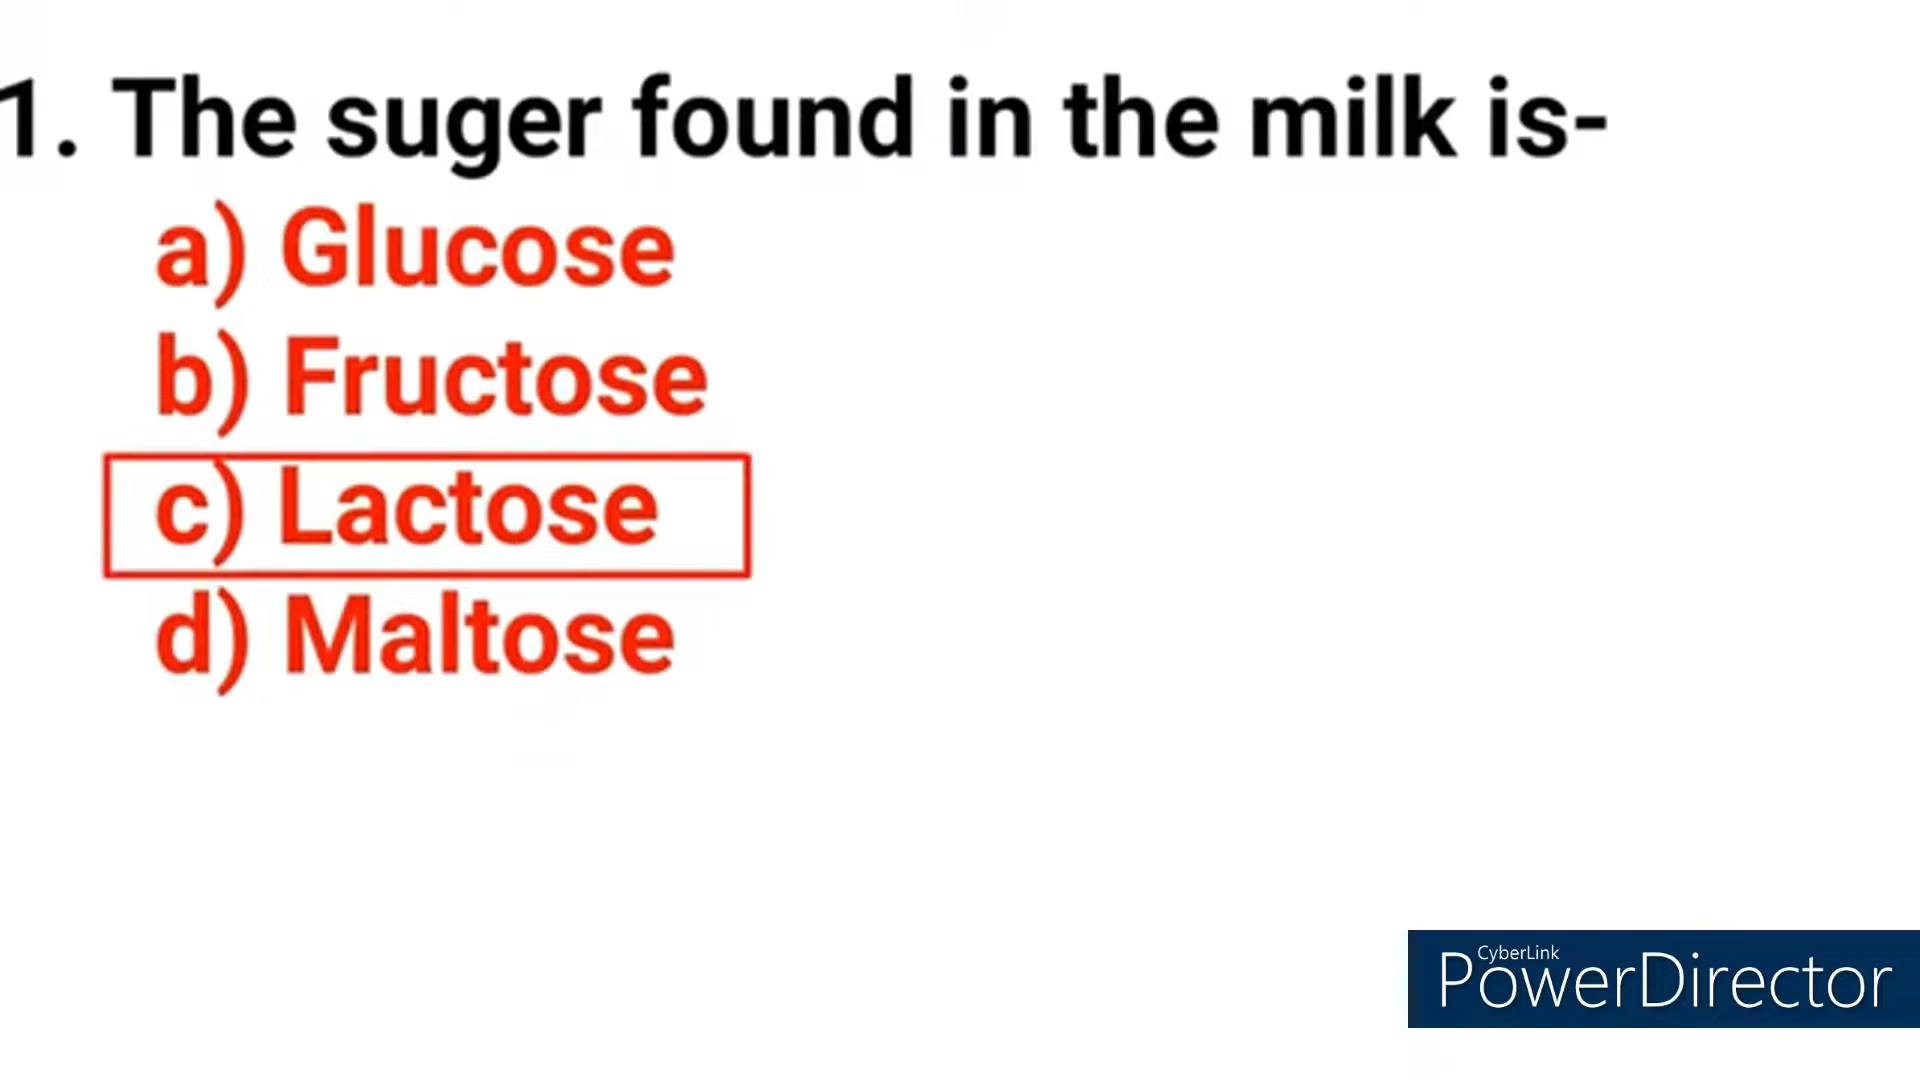 1. The suger found in the milk is-
a) Glucose
b) Fructose
c) Lactose
d) Maltose
CyberLink
PowerDirector